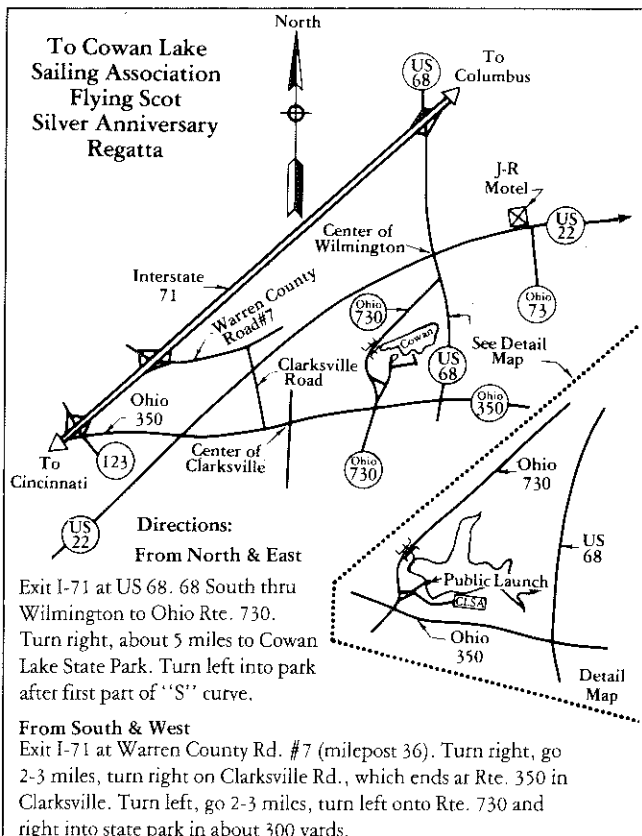 North
To Cowan Lake
Sailing Association
Flying Scot
Silver Anniversary
Regatta
US
68
To
Columbus
J-R
Motel
US
22
Center of
Wilmington
Interstate
71
Warren County
Road #7
Ohio
730
Cowan
Ohio
73
See Detail
Map
Clarksville
Road
US
68
Ohio
350
Ohio
350
123
To
Cincinnati
Center of
Clarksville
Ohio
730
US
22
Ohio
730
US
68
Public Launch
CLSA
Ohio
350
Detail
Map
Directions:
From North & East
Exit I-71 at US 68. 68 South thru
Wilmington to Ohio Rte. 730.
Turn right, about 5 miles to Cowan
Lake State Park. Turn left into park
after first part of "S" curve.
From South & West
Exit I-71 at Warren County Rd. #7 (milepost 36). Turn right, go
2-3 miles, turn right on Clarksville Rd., which ends at Rte. 350 in
Clarksville. Turn left, go 2-3 miles, turn left onto Rte. 730 and
right into state park in about 300 yards.